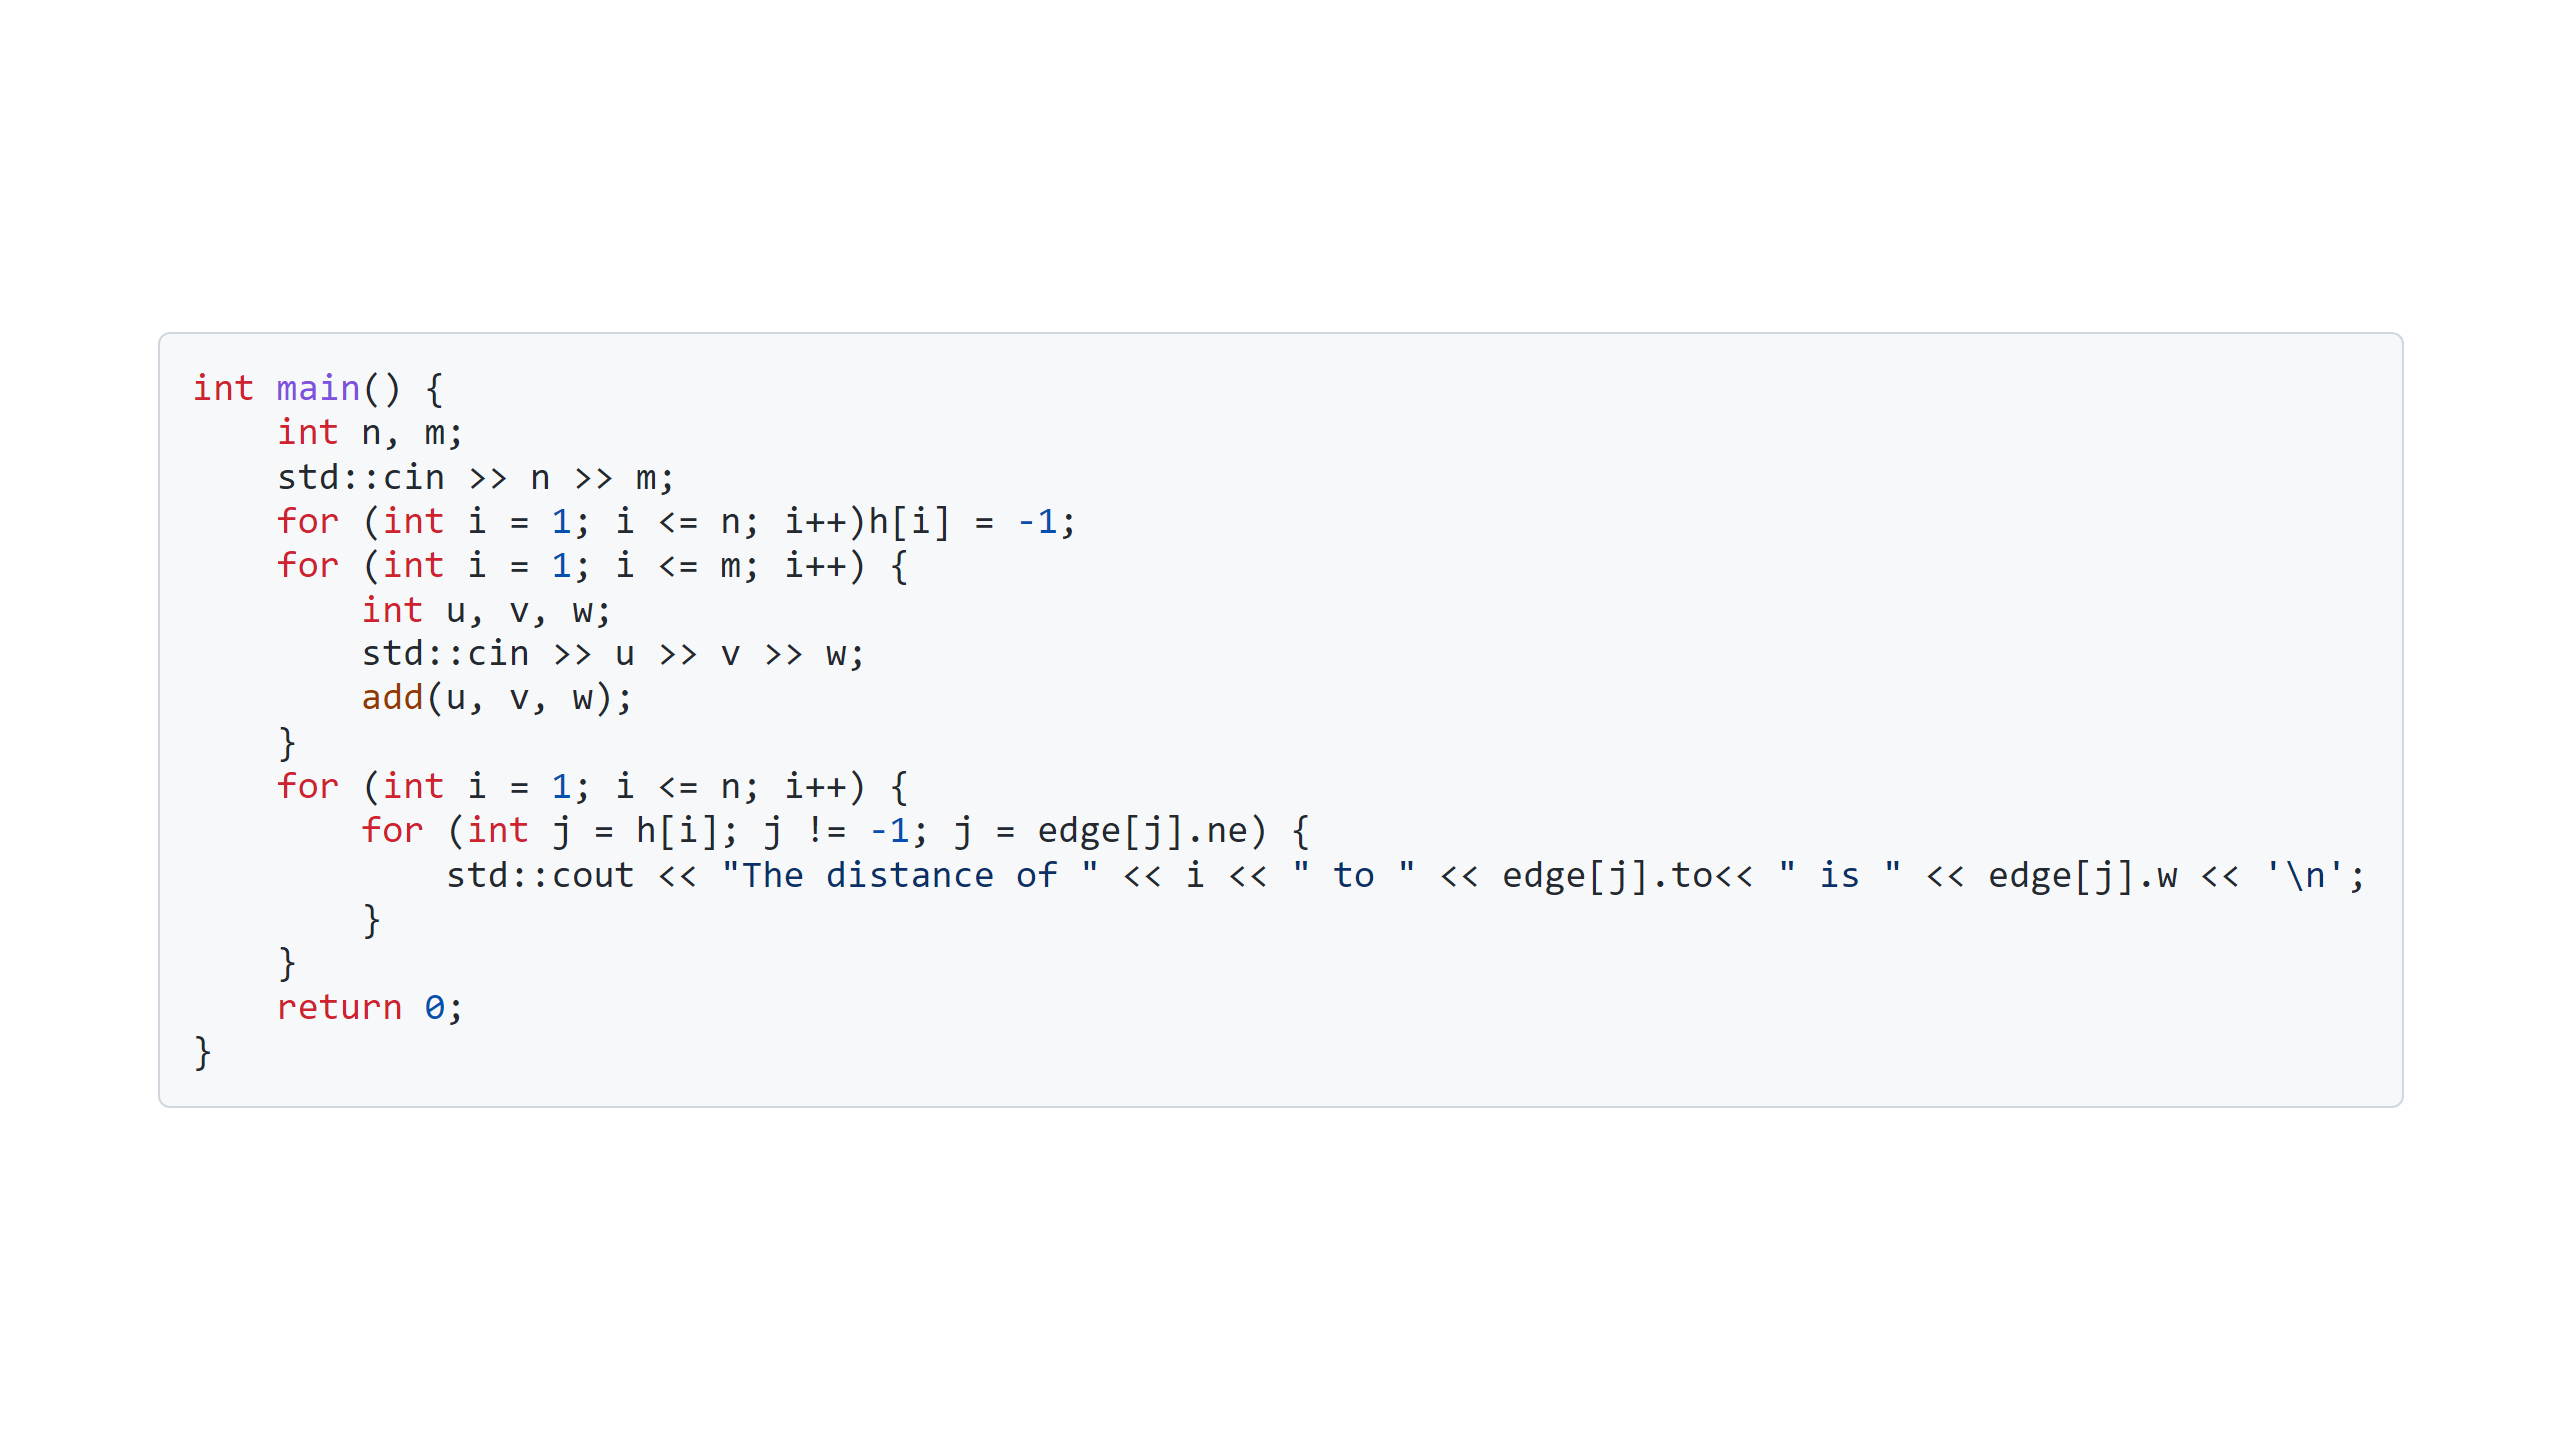 int main() {
    int n, m;
    std::cin >> n >> m;
    for (int i = 1; i <= n; i++)h[i] = -1;
    for (int i = 1; i <= m; i++) {
        int u, v, w;
        std::cin >> u >> v >> w;
        add(u, v, w);
    }
    for (int i = 1; i <= n; i++) {
        for (int j = h[i]; j != -1; j = edge[j].ne) {
            std::cout << "The distance of " << i << " to " << edge[j].to<< " is " << edge[j].w << '\n';
        }
    }
    return 0;
}